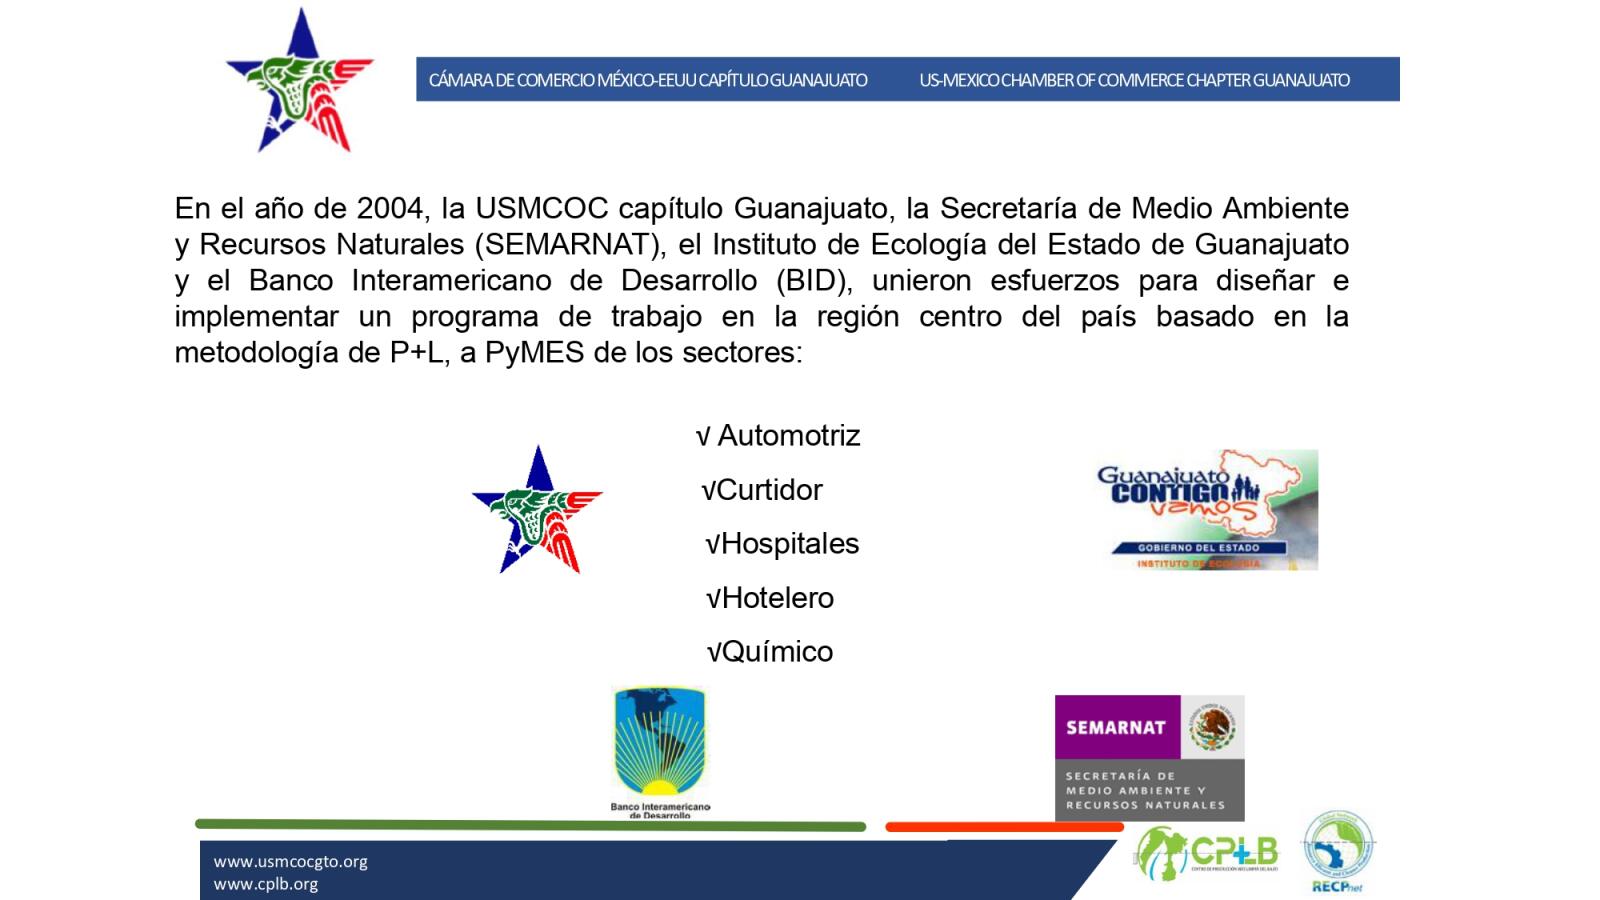 CÁMARA DE COMERCIO MÉXICO-EEUU CAPÍTULO GUANAJUATO US-MEXICO CHAMBER OF COMMERCE CHAPTER GUANAJUATO
En el año de 2004, la USMCOC capítulo Guanajuato, la Secretaría de Medio Ambiente
y Recursos Naturales (SEMARNAT), el Instituto de Ecología del Estado de Guanajuato
y el Banco Interamericano de Desarrollo (BID), unieron esfuerzos para diseñar e
implementar un programa de trabajo en la región centro del país basado en la
metodología de P+L, a PyMES de los sectores:
√ Automotriz
√Curtidor
√Hospitales
√Hotelero
√Químico
Guanajuato
CONTIGO
vamos
GOBIERNO DEL ESTADO
INSTITUTO DE ECOLOGIA
Banco Interamericano
de Desarrollo
SEMARNAT
SECRETARÍA DE
MEDIO AMBIENTE Y
RECURSOS NATURALES
www.usmcocgto.org
www.cplb.org
CP+LB
RECPnet